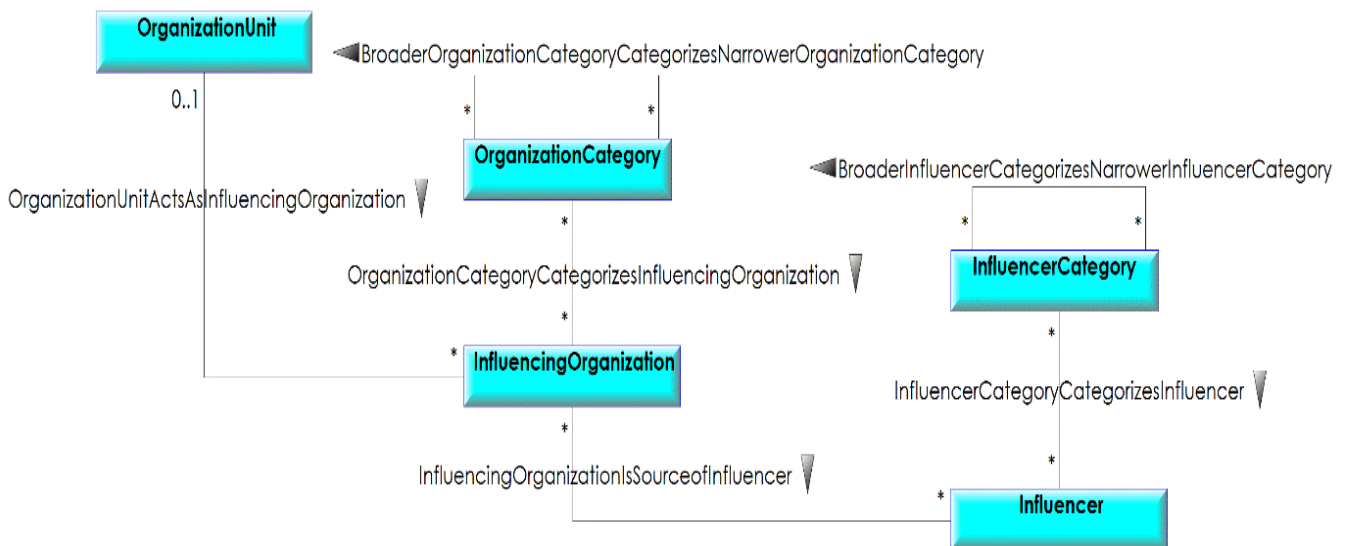 OrganizationUnit
BroaderOrganizationCategoryCategorizesNarrowerOrganizationCategory
0..1
*
*
OrganizationCategory
BroaderInfluencerCategorizesNarrowerInfluencerCategory
OrganizationUnitActsAsInfluencingOrganization
*
*
*
InfluencerCategory
OrganizationCategoryCategorizesInfluencingOrganization
*
*
*
InfluencingOrganization
InfluencerCategoryCategorizesInfluencer
*
*
InfluencingOrganizationIsSourceofInfluencer
*
Influencer